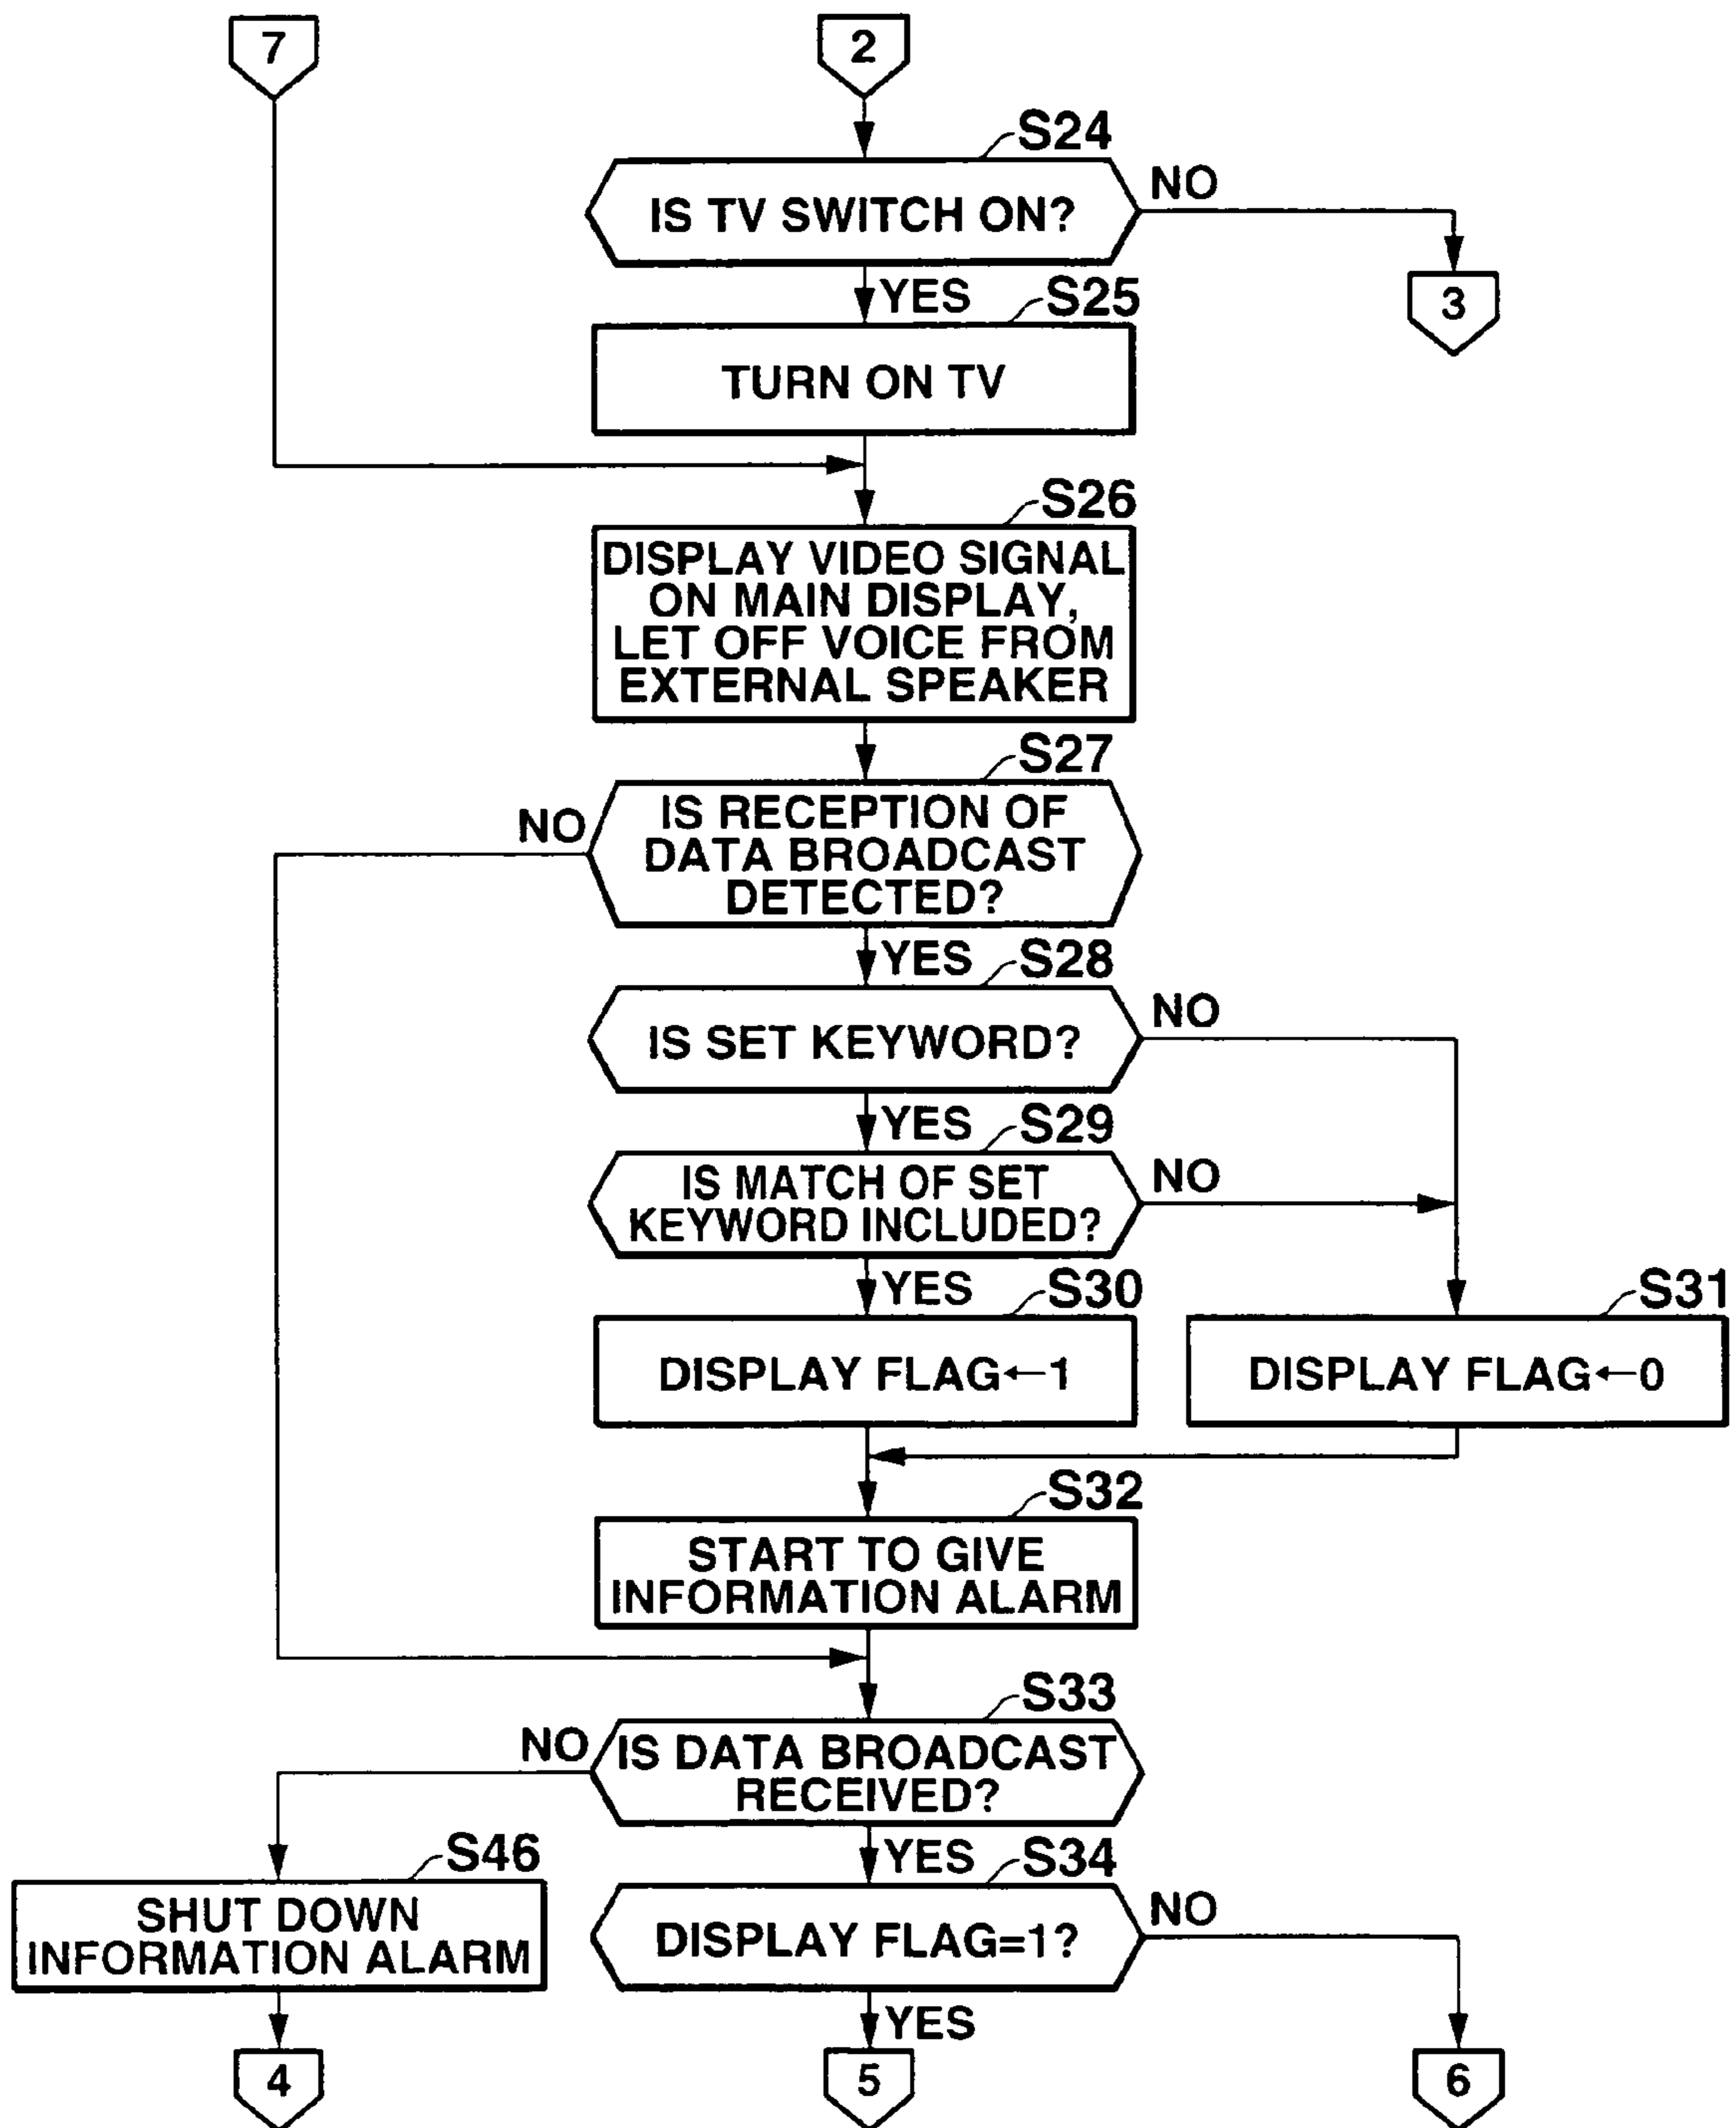 7
2
S24
IS TV SWITCH ON?
NO
3
YES
S25
TURN ON TV
S26
DISPLAY VIDEO SIGNAL
ON MAIN DISPLAY,
LET OFF VOICE FROM
EXTERNAL SPEAKER
S27
NO
IS RECEPTION OF
DATA BROADCAST
DETECTED?
YES
S28
IS SET KEYWORD?
NO
YES
S29
IS MATCH OF SET
KEYWORD INCLUDED?
NO
YES
S30
DISPLAY FLAG←1
S31
DISPLAY FLAG←0
S32
START TO GIVE
INFORMATION ALARM
S33
NO
IS DATA BROADCAST
RECEIVED?
YES
S46
SHUT DOWN
INFORMATION ALARM
S34
DISPLAY FLAG=1?
NO
YES
4
5
6